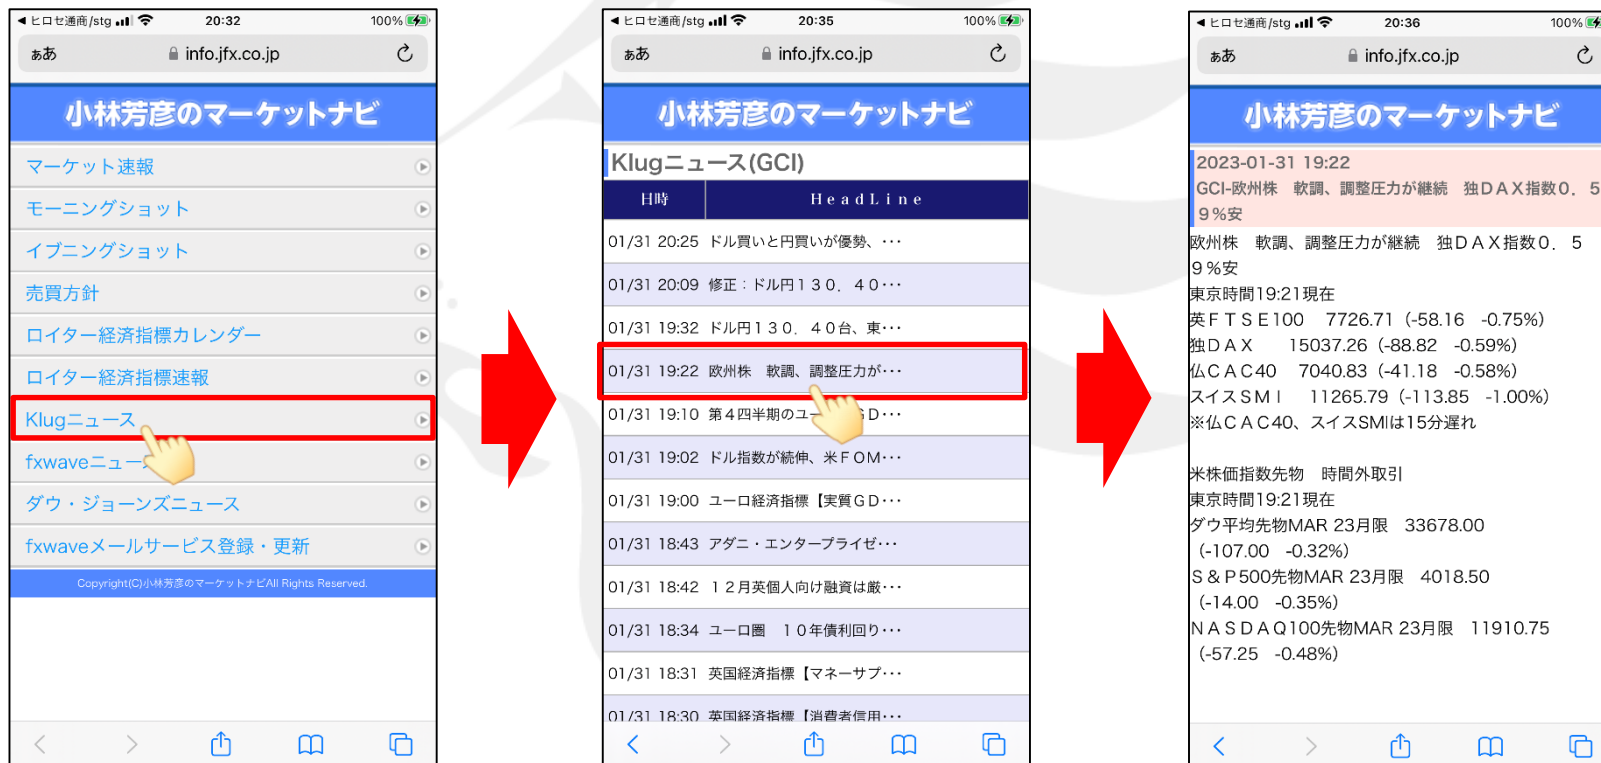 ヒロセ通商/stg
20:32
100%
ぁあ
info.jfx.co.jp
小林芳彦のマーケットナビ
マーケット速報
モーニングショット
イブニングショット
売買方針
ロイター経済指標カレンダー
ロイター経済指標速報
Klugニュース
fxwaveニュー
ダウ・ジョーンズニュース
fxwaveメールサービス登録・更新
Copyright(C)小林芳彦のマーケットナビAll Rights Reserved.
ヒロセ通商/stg
20:35
100%
ぁあ
info.jfx.co.jp
小林芳彦のマーケットナビ
Klugニュース(GCI)
日時 HeadLine
01/31 20:25 ドル買いと円買いが優勢、･･･
01/31 20:09 修正：ドル円１３０．４０･･･
01/31 19:32 ドル円１３０．４０台、東･･･
01/31 19:22 欧州株　軟調、調整圧力が･･･
01/31 19:10 第４四半期のユー GＤ･･･
01/31 19:02 ドル指数が続伸、米ＦＯＭ･･･
01/31 19:00 ユーロ経済指標【実質ＧＤ･･･
01/31 18:43 アダニ・エンタープライゼ･･･
01/31 18:42 １２月英個人向け融資は厳･･･
01/31 18:34 ユーロ圏　１０年債利回り･･･
01/31 18:31 英国経済指標【マネーサプ･･･
01/31 18:30 英国経済指標【消費者信用･･･
ヒロセ通商/stg
20:36
100%
ぁあ
info.jfx.co.jp
小林芳彦のマーケットナビ
2023-01-31 19:22
GCI-欧州株　軟調、調整圧力が継続　独ＤＡＸ指数０．５
９％安
欧州株　軟調、調整圧力が継続　独ＤＡＸ指数０．５
９％安
東京時間19:21現在
英ＦＴＳＥ100　7726.71（-58.16　-0.75%）
独ＤＡＸ　　15037.26（-88.82　-0.59%）
仏ＣＡＣ40　7040.83（-41.18　-0.58%）
スイスＳＭＩ　11265.79（-113.85　-1.00%）
※仏ＣＡＣ40、スイスSMIは15分遅れ
米株価指数先物　時間外取引
東京時間19:21現在
ダウ平均先物MAR 23月限　33678.00
（-107.00　-0.32%）
Ｓ＆Ｐ500先物MAR 23月限　4018.50
（-14.00　-0.35%）
ＮＡＳＤＡＱ100先物MAR 23月限　11910.75
（-57.25　-0.48%）